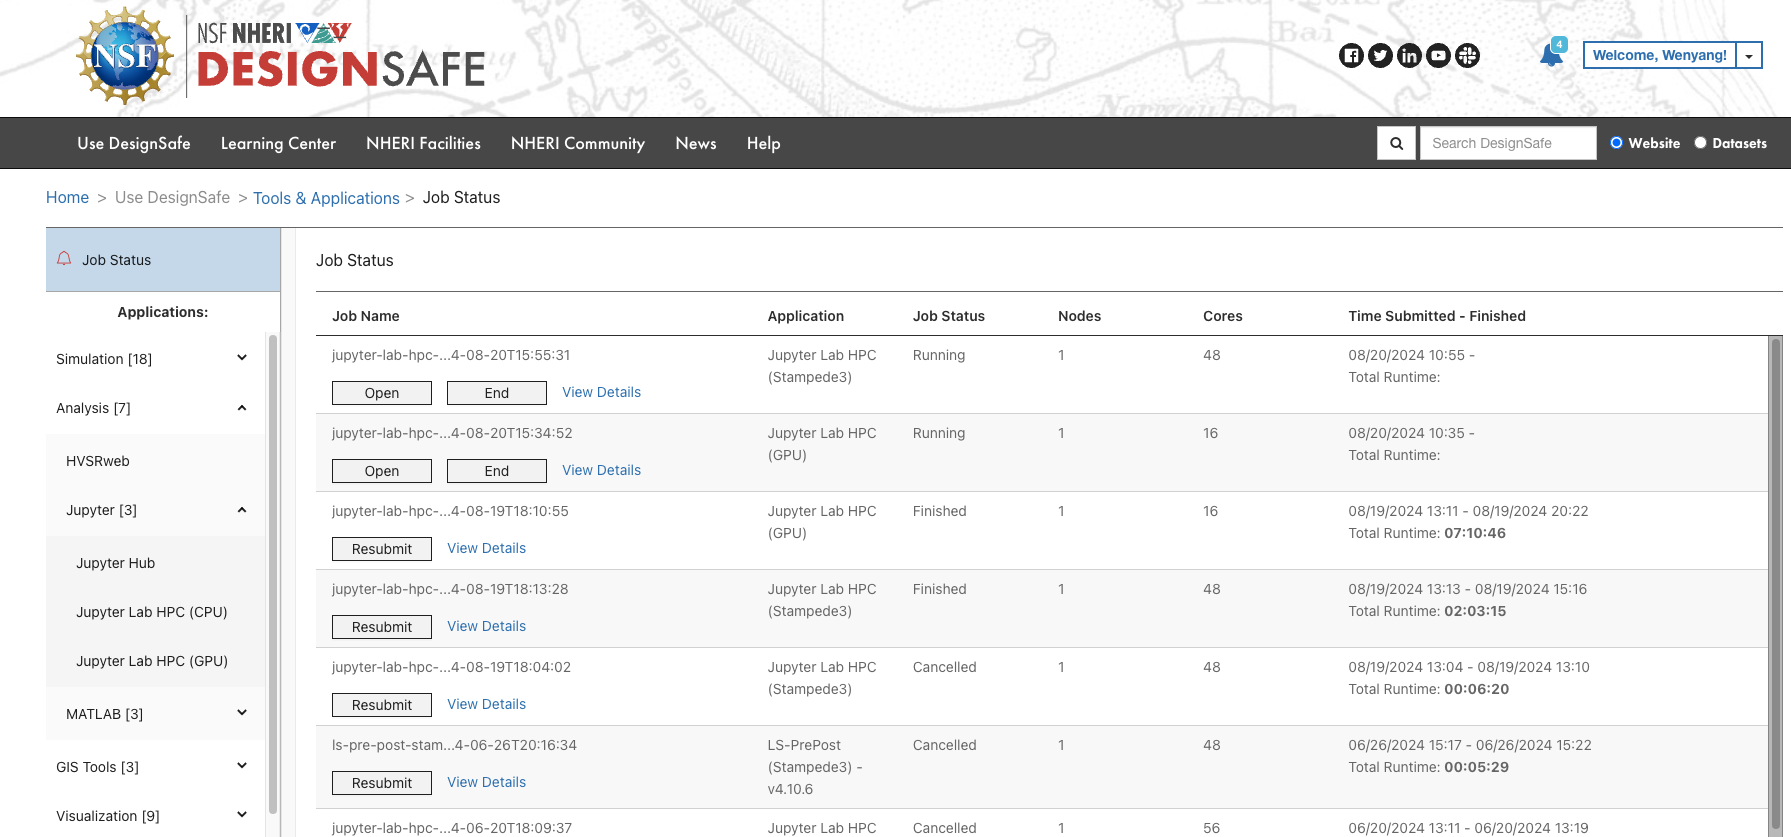 NSF
NSF NHERI
DESIGNSAFE
Bai
Norway H
4
Welcome, Wenyang!
Use DesignSafe
Learning Center
NHERI Facilities
NHERI Community
News
Help
Search DesignSafe
Website
Datasets
Home > Use DesignSafe > Tools & Applications > Job Status
Job Status
Applications:
Simulation [18]
Analysis [7]
HVSRweb
Jupyter [3]
Jupyter Hub
Jupyter Lab HPC (CPU)
Jupyter Lab HPC (GPU)
MATLAB [3]
GIS Tools [3]
Visualization [9]
Job Status
Job Name Application Job Status Nodes Cores Time Submitted - Finished
jupyter-lab-hpc-...4-08-20T15:55:31 Jupyter Lab HPC Running 1 48 08/20/2024 10:55 -
(Stampede3) Total Runtime:
Open End View Details
jupyter-lab-hpc-...4-08-20T15:34:52 Jupyter Lab HPC Running 1 16 08/20/2024 10:35 -
(GPU) Total Runtime:
Open End View Details
jupyter-lab-hpc-...4-08-19T18:10:55 Jupyter Lab HPC Finished 1 16 08/19/2024 13:11 - 08/19/2024 20:22
(GPU) Total Runtime: 07:10:46
Resubmit View Details
jupyter-lab-hpc-...4-08-19T18:13:28 Jupyter Lab HPC Finished 1 48 08/19/2024 13:13 - 08/19/2024 15:16
(Stampede3) Total Runtime: 02:03:15
Resubmit View Details
jupyter-lab-hpc-...4-08-19T18:04:02 Jupyter Lab HPC Cancelled 1 48 08/19/2024 13:04 - 08/19/2024 13:10
(Stampede3) Total Runtime: 00:06:20
Resubmit View Details
ls-pre-post-stam...4-06-26T20:16:34 LS-PrePost Cancelled 1 48 06/26/2024 15:17 - 06/26/2024 15:22
(Stampede3) - Total Runtime: 00:05:29
Resubmit View Details v4.10.6
jupyter-lab-hpc-...4-06-20T18:09:37 Jupyter Lab HPC Cancelled 1 56 06/20/2024 13:11 - 06/20/2024 13:19